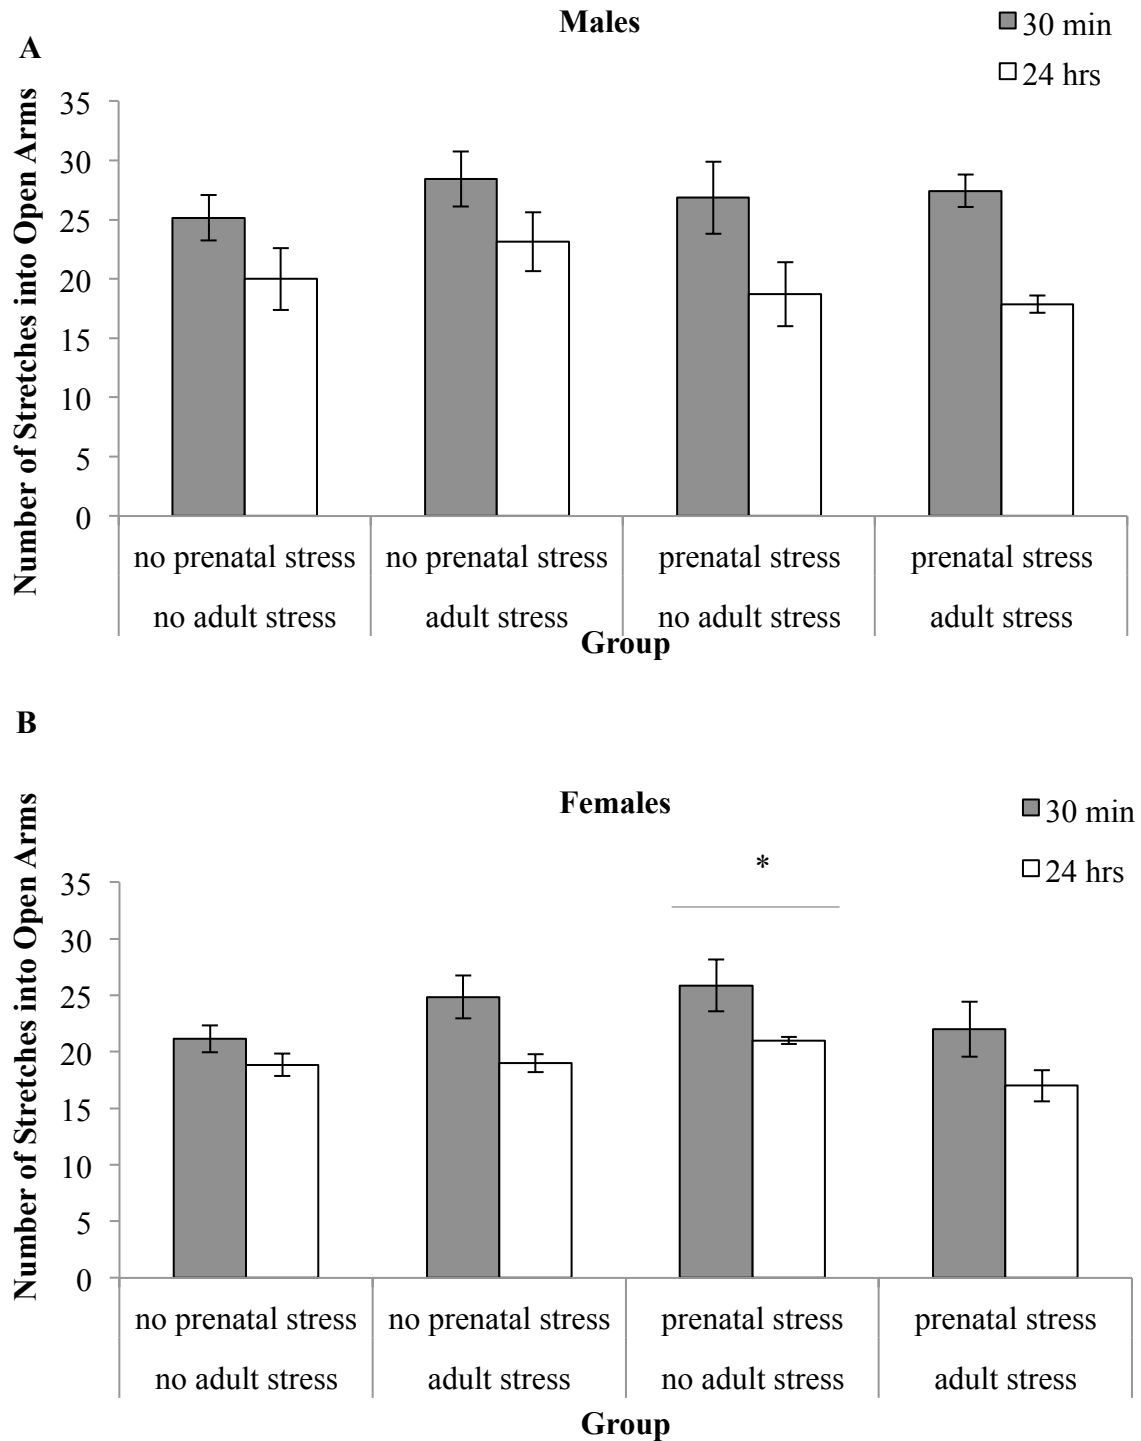 Males
30 min
24 hrs
A
Number of Stretches into Open Arms
35
30
25
20
15
10
5
0
no prenatal stress no prenatal stress prenatal stress prenatal stress
no adult stress adult stress no adult stress adult stress
Group
B
Females
30 min
24 hrs
*
Number of Stretches into Open Arms
35
30
25
20
15
10
5
0
no prenatal stress no prenatal stress prenatal stress prenatal stress
no adult stress adult stress no adult stress adult stress
Group